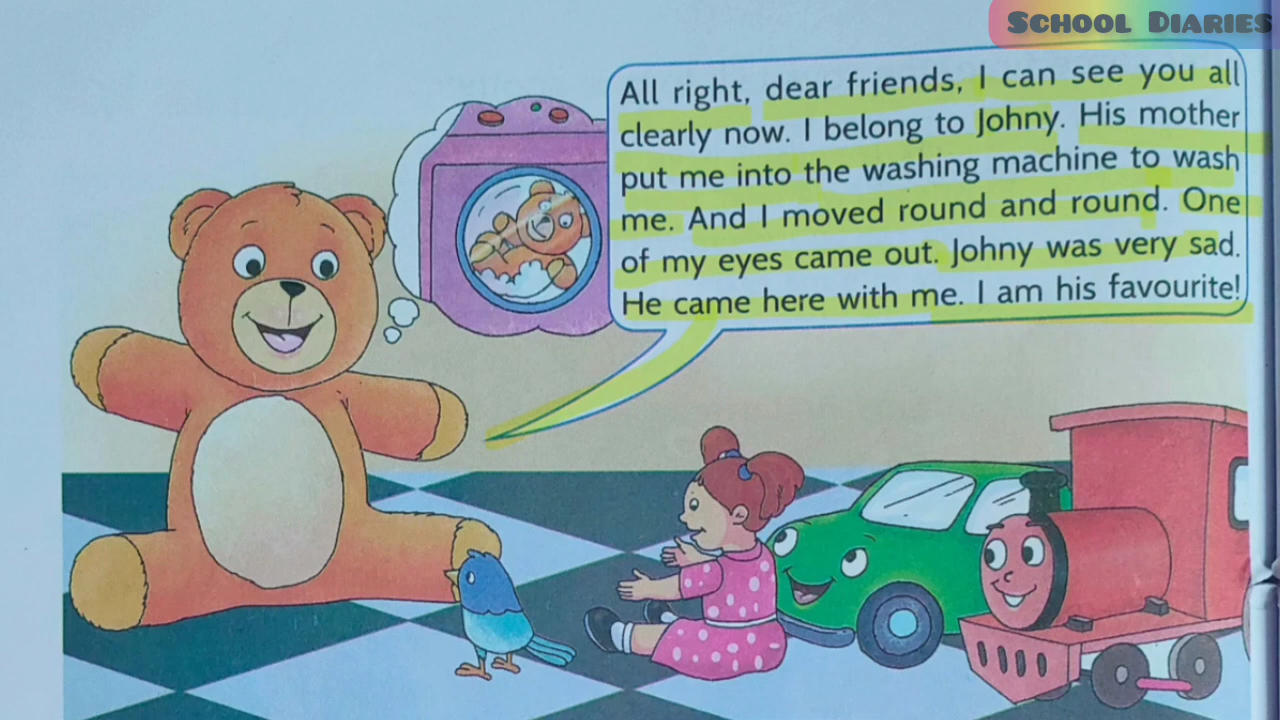 School Diaries
All right, dear friends, I can see you all
clearly now. I belong to Johny. His mother
put me into the washing machine to wash
me. And I moved round and round. One
of my eyes came out. Johny was very sad.
He came here with me. I am his favourite!